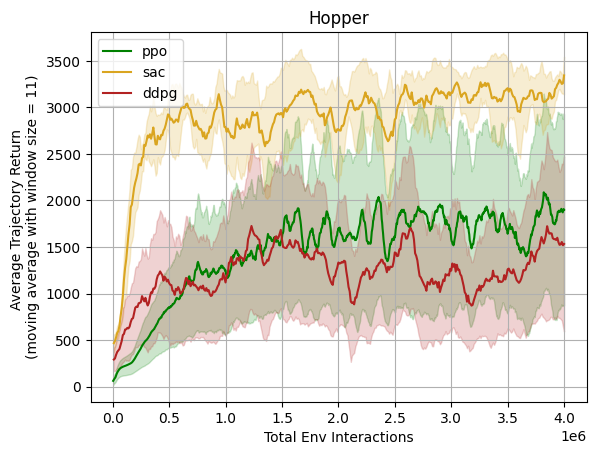 Hopper
ppo
sac
ddpg
Average Trajectory Return
(moving average with window size = 11)
3500
3000
2500
2000
1500
1000
500
0
0.0 0.5 1.0 1.5 2.0 2.5 3.0 3.5 4.0
1e6
Total Env Interactions